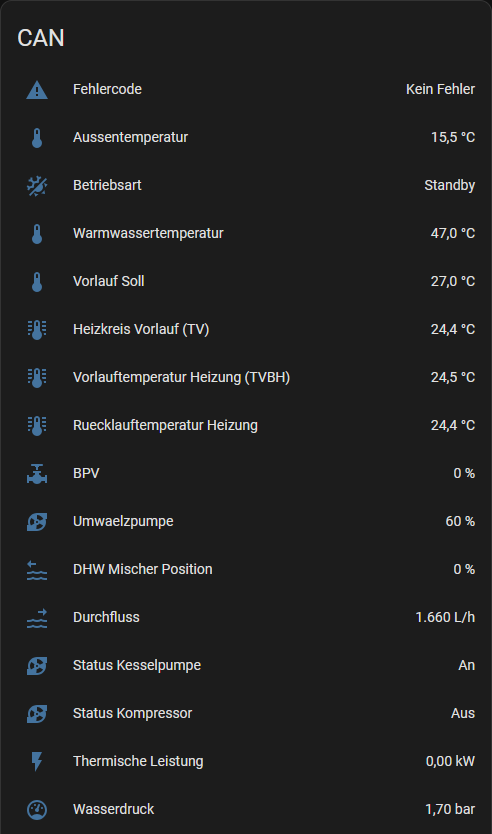 CAN
Fehlercode Kein Fehler
Aussentemperatur 15,5 °C
Betriebsart Standby
Warmwassertemperatur 47,0 °C
Vorlauf Soll 27,0 °C
Heizkreis Vorlauf (TV) 24,4 °C
Vorlauftemperatur Heizung (TVBH) 24,5 °C
Ruecklauftemperatur Heizung 24,4 °C
BPV 0 %
Umwaelzpumpe 60 %
DHW Mischer Position 0 %
Durchfluss 1.660 L/h
Status Kesselpumpe An
Status Kompressor Aus
Thermische Leistung 0,00 kW
Wasserdruck 1,70 bar